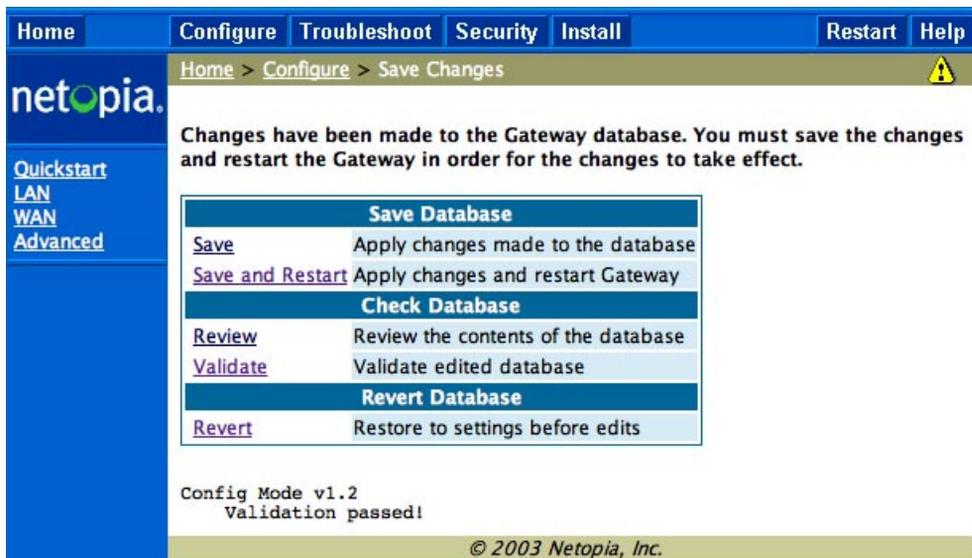 Home Configure Troubleshoot Security Install Restart Help
netopia.
Home > Configure > Save Changes
Quickstart
LAN
WAN
Advanced
Changes have been made to the Gateway database. You must save the changes
and restart the Gateway in order for the changes to take effect.
Save Database
Save Apply changes made to the database
Save and Restart Apply changes and restart Gateway
Check Database
Review Review the contents of the database
Validate Validate edited database
Revert Database
Revert Restore to settings before edits
Config Mode v1.2
Validation passed!
© 2003 Netopia, Inc.